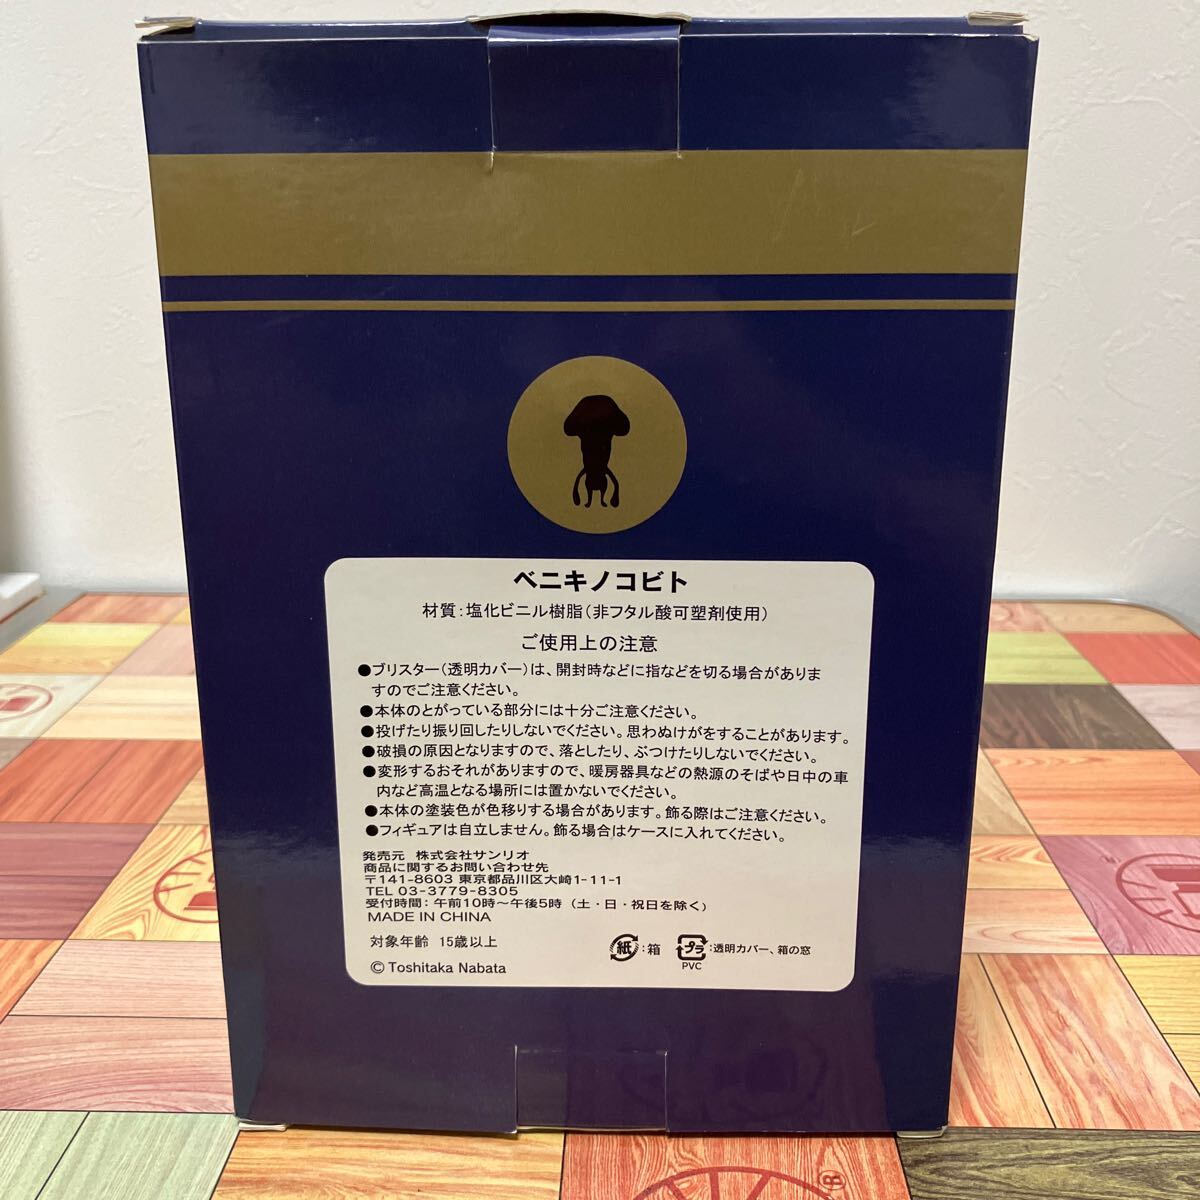 ベニキノコビト
材質：塩化ビニル樹脂（非フタル酸可塑剤使用）
ご使用上の注意
●ブリスター（透明カバー）は、開封時などに指などを切る場合がありま
すのでご注意ください。
●本体のとがっている部分には十分ご注意ください。
●投げたり振り回したりしないでください。思わぬけがをすることがあります。
●破損の原因となりますので、落としたり、ぶつけたりしないでください。
●変形するおそれがありますので、暖房器具などの熱源のそばや日中の車
内など高温となる場所には置かないでください。
●本体の塗装色が色移りする場合があります。飾る際はご注意ください。
●フィギュアは自立しません。飾る場合はケースに入れてください。
発売元　株式会社サンリオ
商品に関するお問い合わせ先
〒141-8603 東京都品川区大崎1-11-1
TEL 03-3779-8305
受付時間：午前10時～午後5時（土・日・祝日を除く）
MADE IN CHINA
対象年齢　15歳以上
紙：箱　プラ：透明カバー、箱の窓
PVC
© Toshitaka Nabata